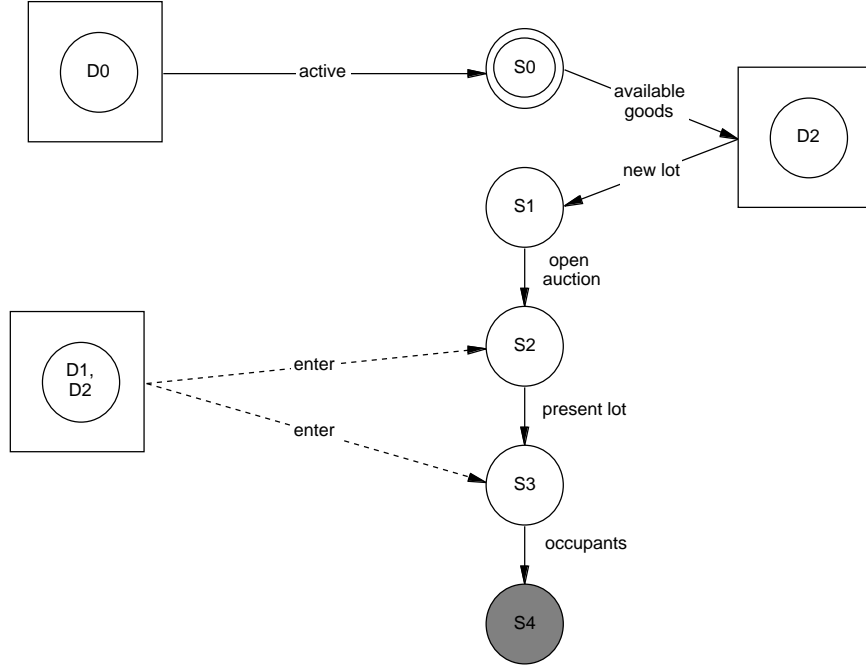 D0
active
S0
available
goods
D2
new lot
S1
open
auction
D1,
D2
enter
S2
present lot
enter
S3
occupants
S4